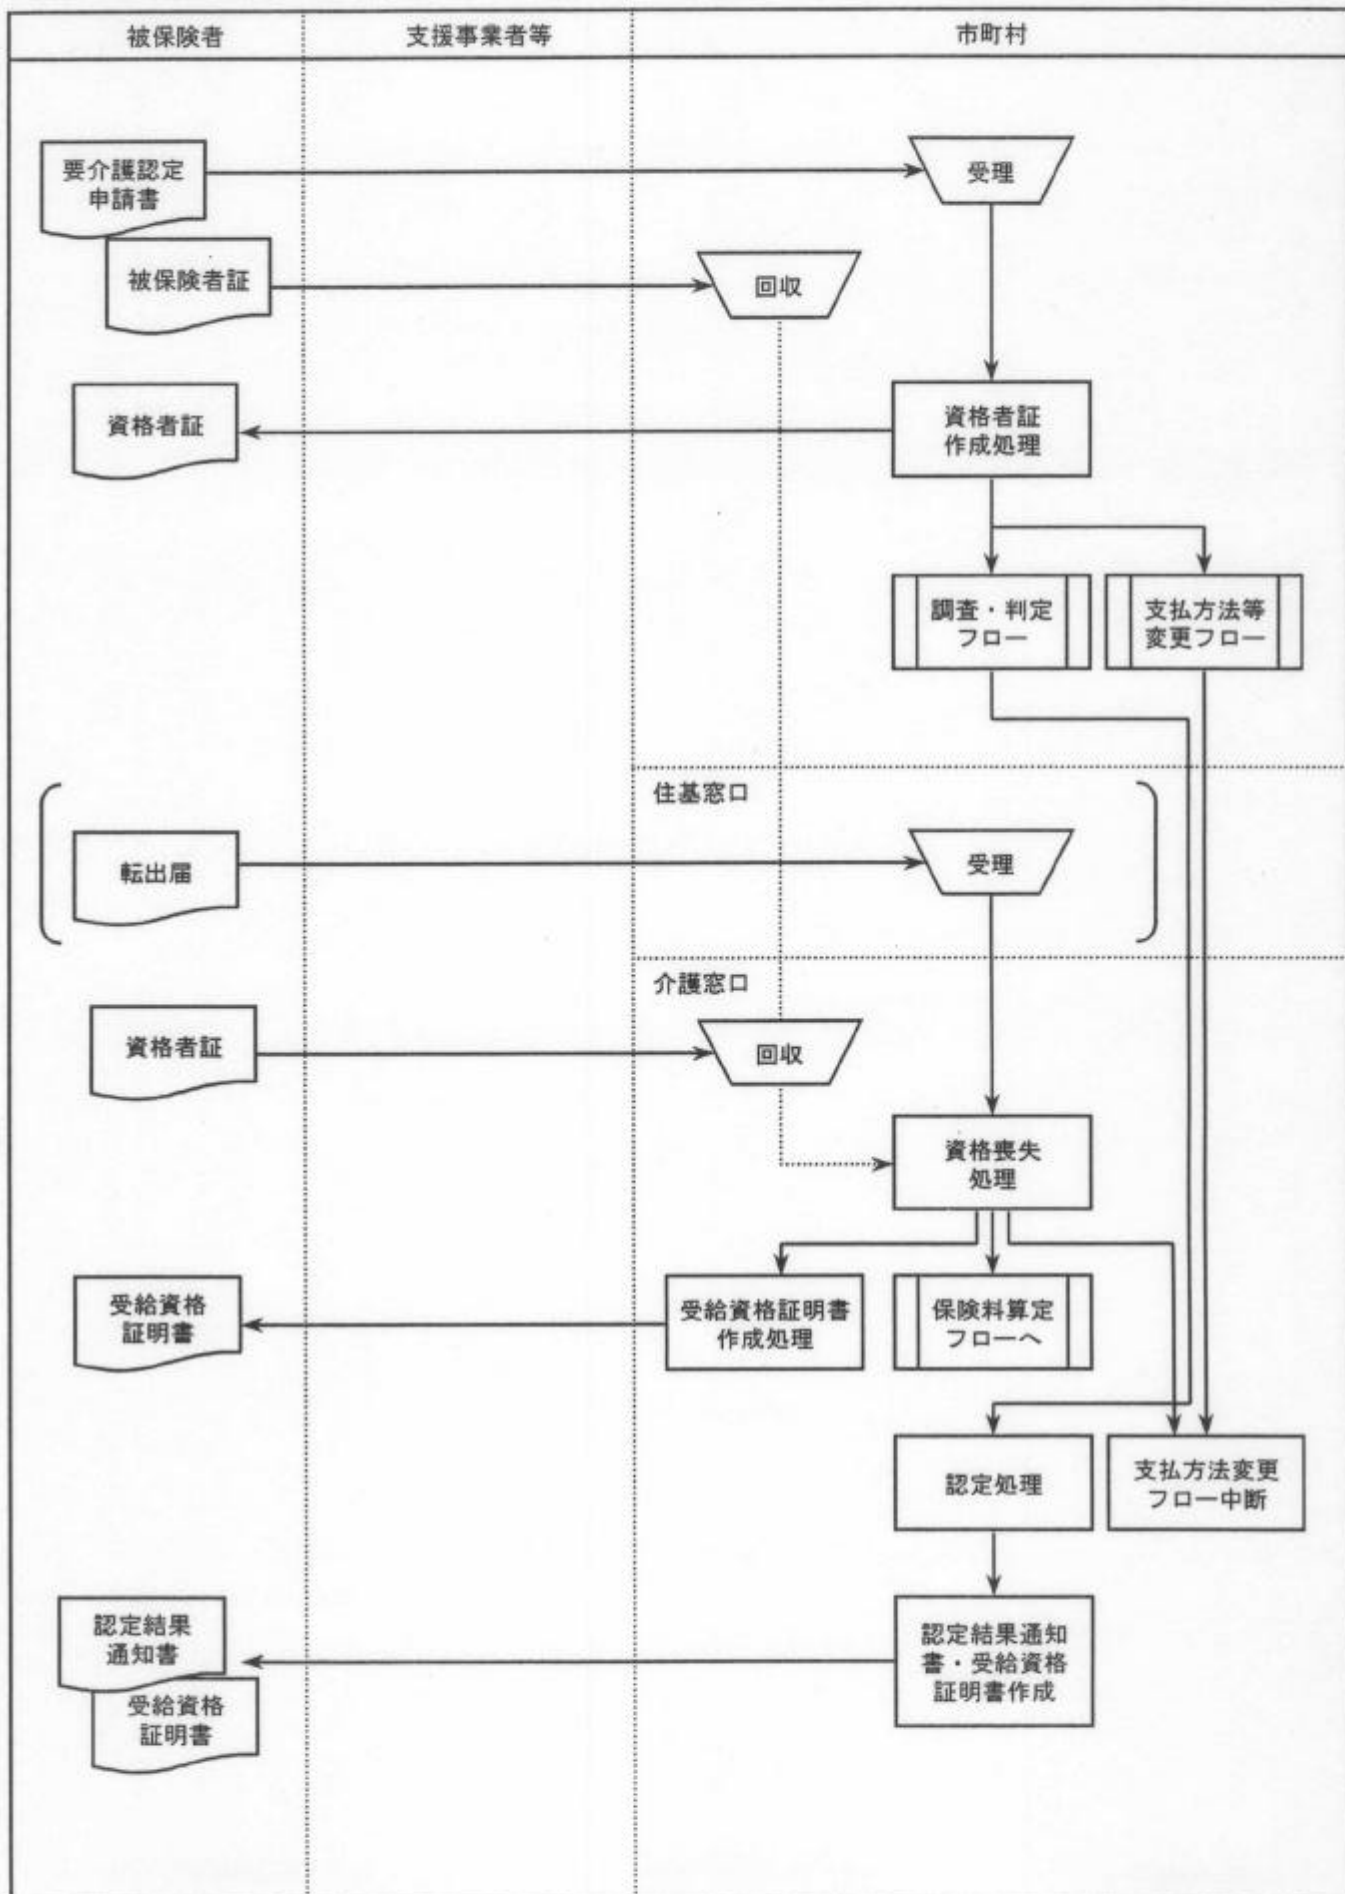 被保険者
支援事業者等
市町村
要介護認定
申請書
受理
被保険者証
回収
資格者証
資格者証
作成処理
調査・判定
フロー
支払方法等
変更フロー
住基窓口
転出届
受理
介護窓口
資格者証
回収
資格喪失
処理
受給資格
証明書
受給資格証明書
作成処理
保険料算定
フローへ
認定処理
支払方法変更
フロー中断
認定結果
通知書
受給資格
証明書
認定結果通知
書・受給資格
証明書作成